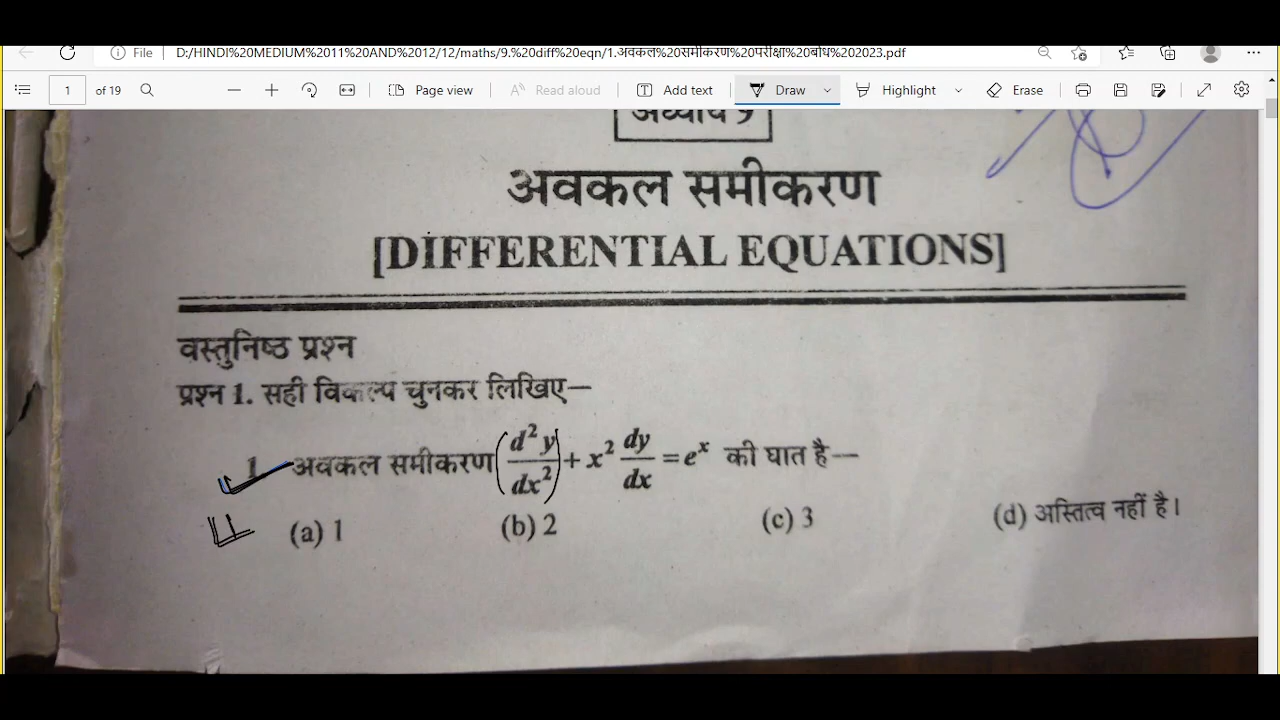 File D:/HINDI%20MEDIUM%2011%20AND%2012/12/maths/9.%20diff%20eqn/1.अवकल%20समीकरण%20परीक्षा%20बोध%202023.pdf
1 of 19 Page view Read aloud Add text Draw Highlight Erase
अध्याय 9
अवकल समीकरण
[DIFFERENTIAL EQUATIONS]
वस्तुनिष्ठ प्रश्न
प्रश्न 1. सही विकल्प चुनकर लिखिए—
1. अवकल समीकरण (d²y/dx²) + x² dy/dx = eˣ की घात है—
(a) 1 (b) 2 (c) 3 (d) अस्तित्व नहीं है।